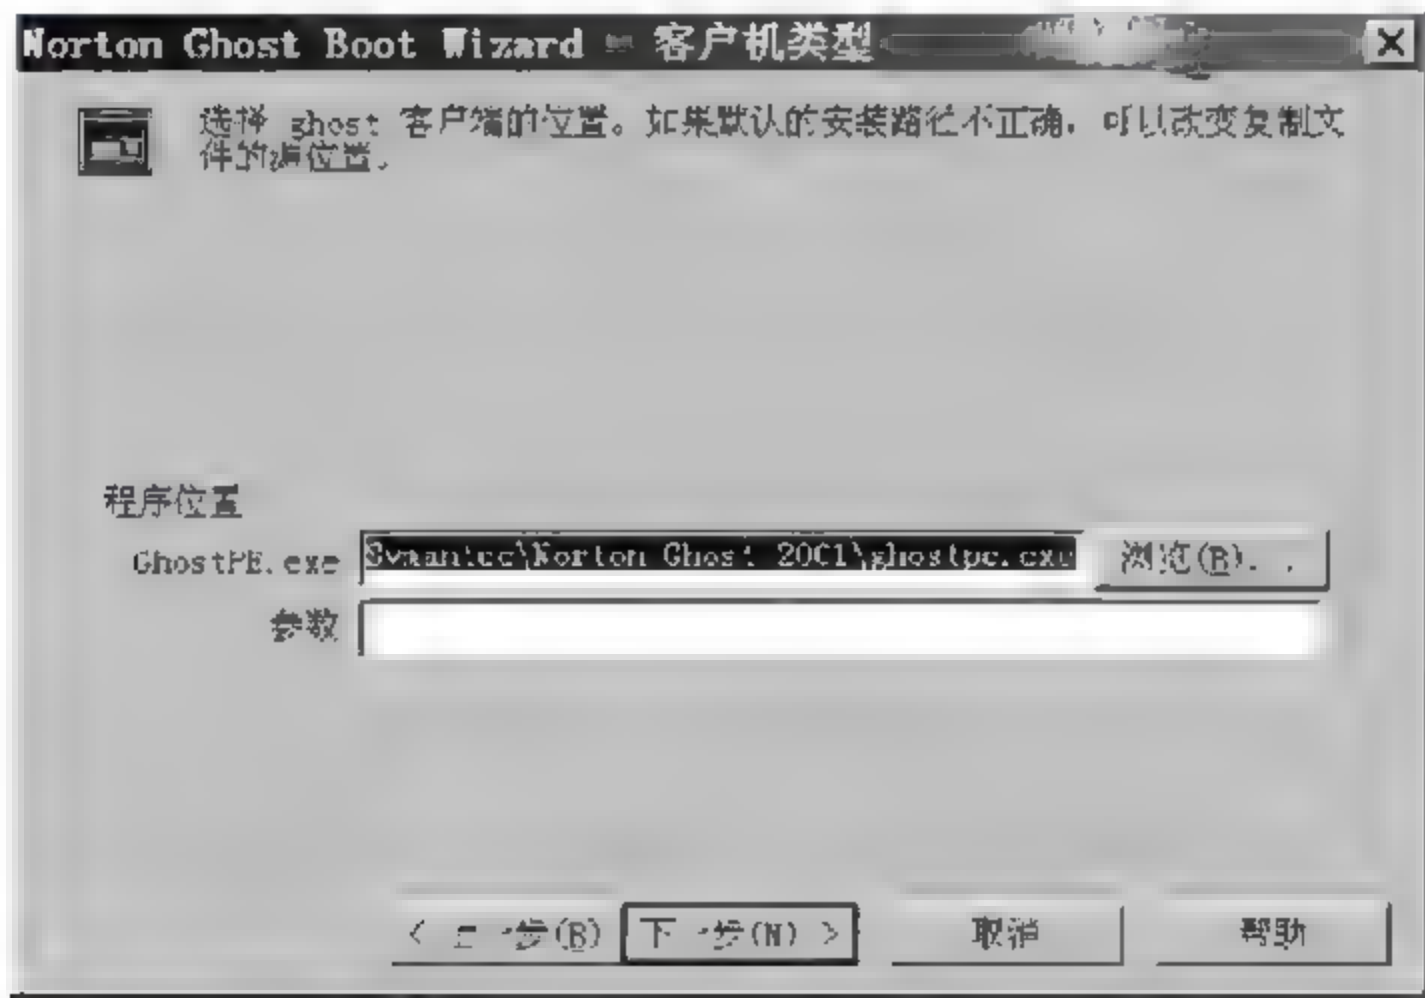 Norton Ghost Boot Wizard - 客户机类型
选择 ghost 客户端的位置。如果默认的安装路径不正确，可以改变复制文
件的源位置。
程序位置
GhostPE.exe Symantec\Norton Ghost 2001\ghostpe.exe 浏览(R)...
参数
< 上一步(B) 下一步(N) > 取消 帮助